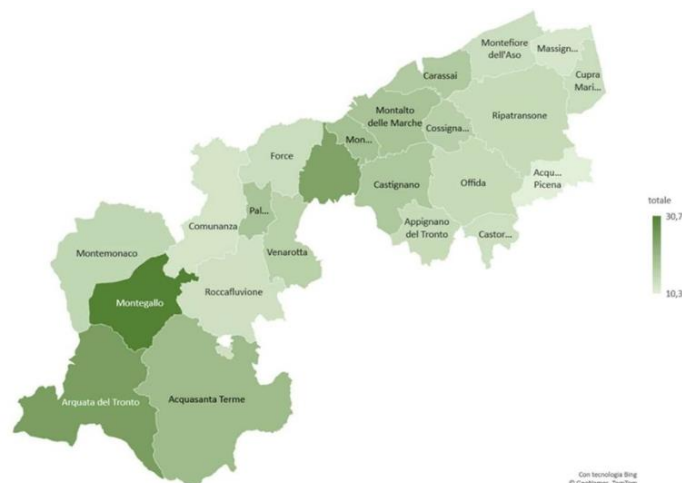 Montefiore
dell'Aso
Massign...
Carassai
Cupra
Mari...
Montalto
delle Marche
Ripatransone
Cossigna...
Mon...
Force
Acqu...
Picena
Castignano
Offida
Pal...
Comunanza
Appignano
del Tronto
Castor...
Venarotta
Montemonaco
Roccafluvione
Montegallo
Arquata del Tronto
Acquasanta Terme
totale
30,7
10,3
Con tecnologia Bing
© GeoNames, TomTom